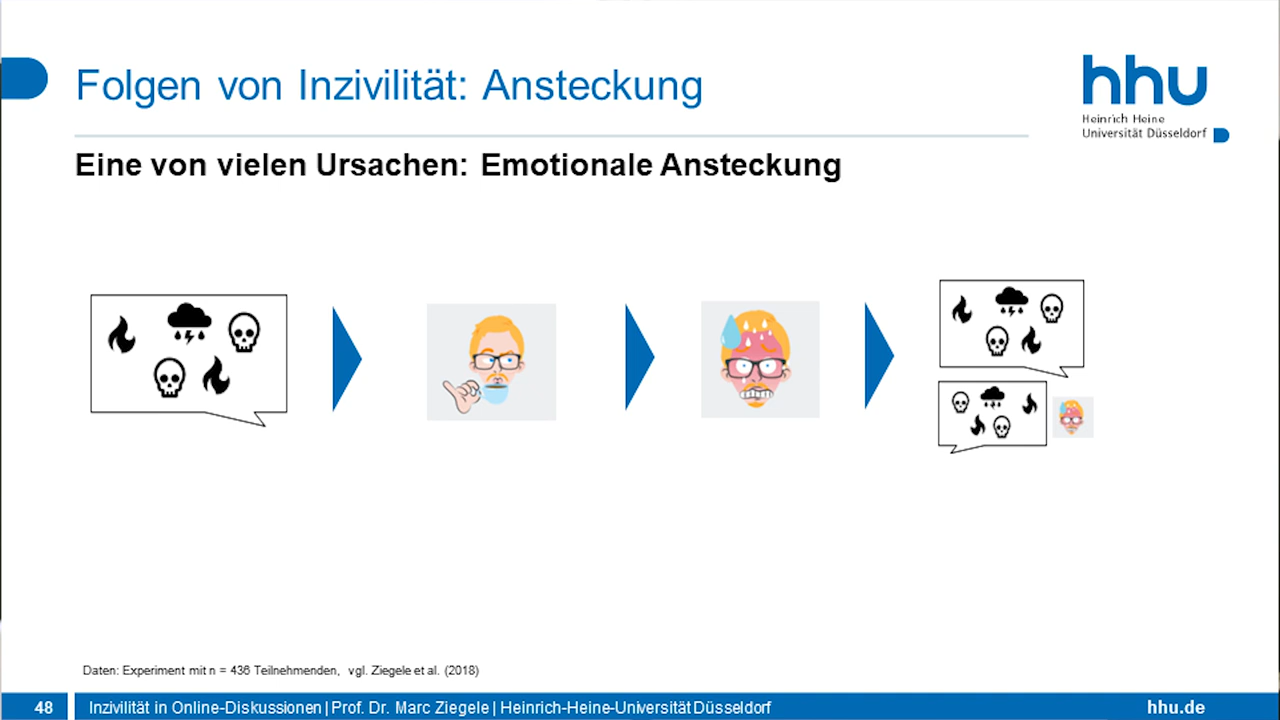 Folgen von Inzivilität: Ansteckung
hhu
Heinrich Heine
Universität Düsseldorf
Eine von vielen Ursachen: Emotionale Ansteckung
Daten: Experiment mit n = 436 Teilnehmenden, vgl. Ziegele et al. (2018)
48 Inzivilität in Online-Diskussionen | Prof. Dr. Marc Ziegele | Heinrich-Heine-Universität Düsseldorf hhu.de